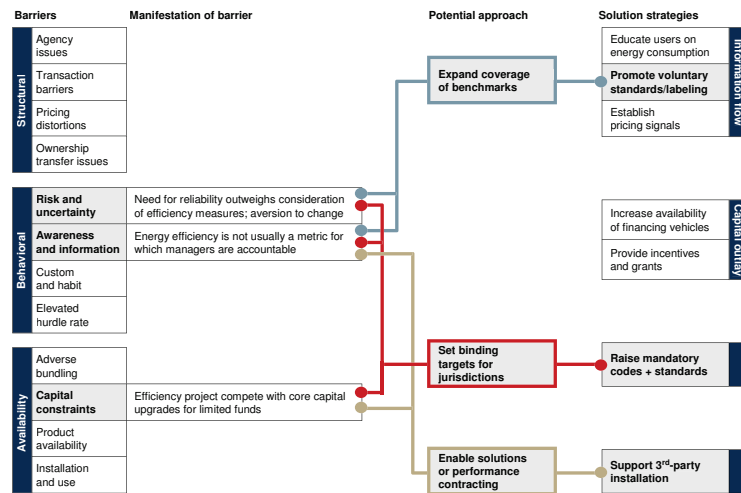 Barriers
Manifestation of barrier
Potential approach
Solution strategies
Structural
Agency
issues
Transaction
barriers
Pricing
distortions
Ownership
transfer issues
Expand coverage
of benchmarks
Educate users on
energy consumption
Promote voluntary
standards/labeling
Establish
pricing signals
Information flow
Behavioral
Risk and
uncertainty
Need for reliability outweighs consideration
of efficiency measures; aversion to change
Awareness
and information
Energy efficiency is not usually a metric for
which managers are accountable
Custom
and habit
Elevated
hurdle rate
Increase availability
of financing vehicles
Provide incentives
and grants
Capital outlay
Availability
Adverse
bundling
Capital
constraints
Efficiency project compete with core capital
upgrades for limited funds
Product
availability
Installation
and use
Set binding
targets for
jurisdictions
Raise mandatory
codes + standards
Enable solutions
or performance
contracting
Support 3rd-party
installation